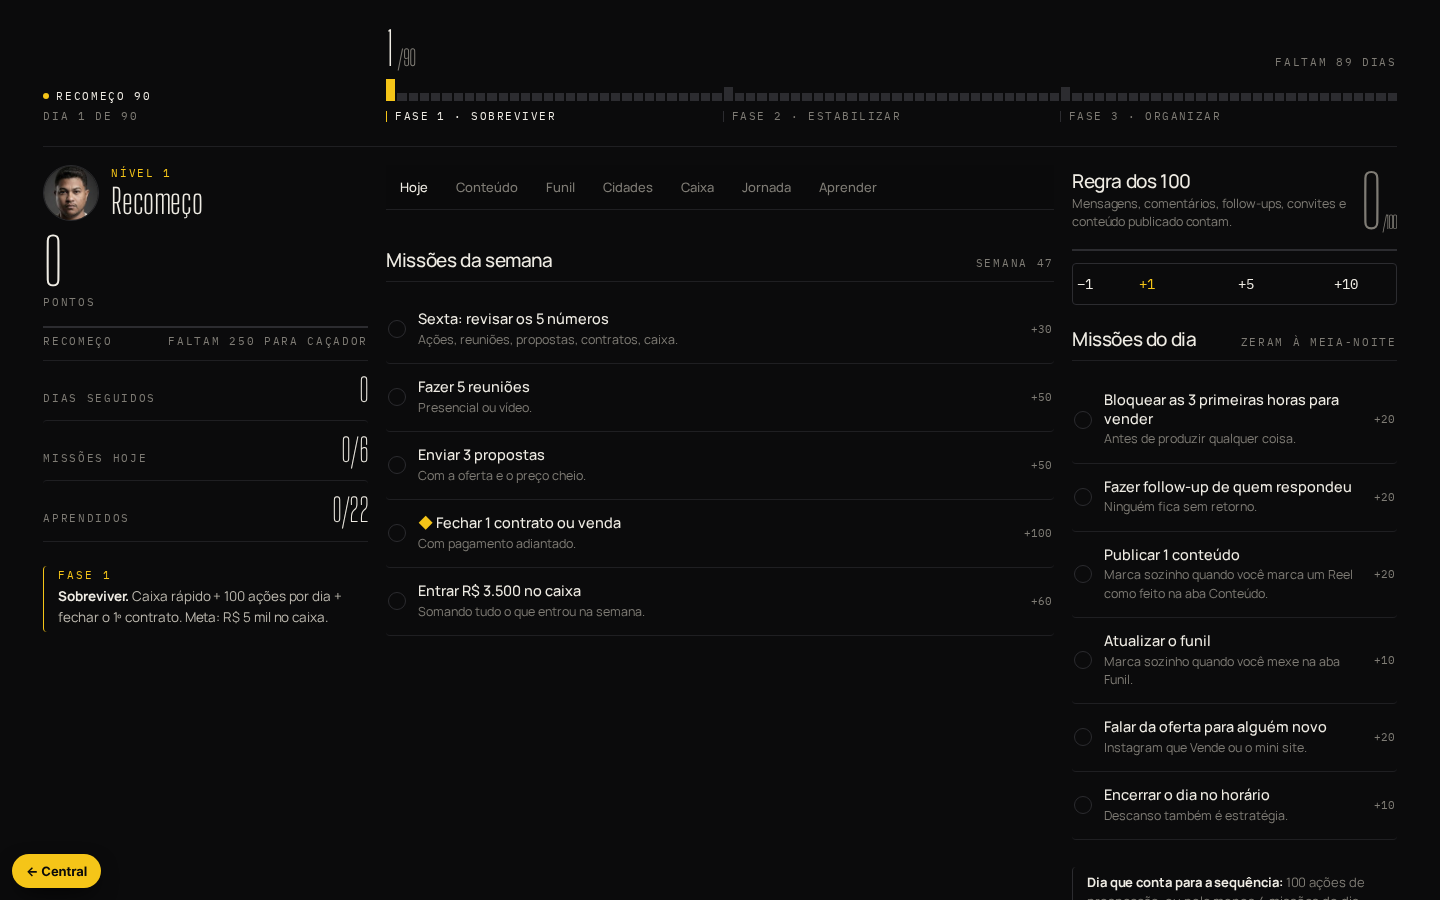 1 /90
FALTAM 89 DIAS
RECOMEÇO 90
DIA 1 DE 90
FASE 1 · SOBREVIVER
FASE 2 · ESTABILIZAR
FASE 3 · ORGANIZAR
NÍVEL 1
Recomeço
0
PONTOS
RECOMEÇO
FALTAM 250 PARA CAÇADOR
DIAS SEGUIDOS
0
MISSÕES HOJE
0/6
APRENDIDOS
0/22
FASE 1
Sobreviver. Caixa rápido + 100 ações por dia +
fechar o 1º contrato. Meta: R$ 5 mil no caixa.
← Central
Hoje
Conteúdo
Funil
Cidades
Caixa
Jornada
Aprender
Missões da semana
SEMANA 47
Sexta: revisar os 5 números
Ações, reuniões, propostas, contratos, caixa.
+30
Fazer 5 reuniões
Presencial ou vídeo.
+50
Enviar 3 propostas
Com a oferta e o preço cheio.
+50
Fechar 1 contrato ou venda
Com pagamento adiantado.
+100
Entrar R$ 3.500 no caixa
Somando tudo o que entrou na semana.
+60
Regra dos 100
Mensagens, comentários, follow-ups, convites e
conteúdo publicado contam.
0 /100
−1
+1
+5
+10
Missões do dia
ZERAM À MEIA-NOITE
Bloquear as 3 primeiras horas para
vender
Antes de produzir qualquer coisa.
+20
Fazer follow-up de quem respondeu
Ninguém fica sem retorno.
+20
Publicar 1 conteúdo
Marca sozinho quando você marca um Reel
como feito na aba Conteúdo.
+20
Atualizar o funil
Marca sozinho quando você mexe na aba
Funil.
+10
Falar da oferta para alguém novo
Instagram que Vende ou o mini site.
+20
Encerrar o dia no horário
Descanso também é estratégia.
+10
Dia que conta para a sequência: 100 ações de